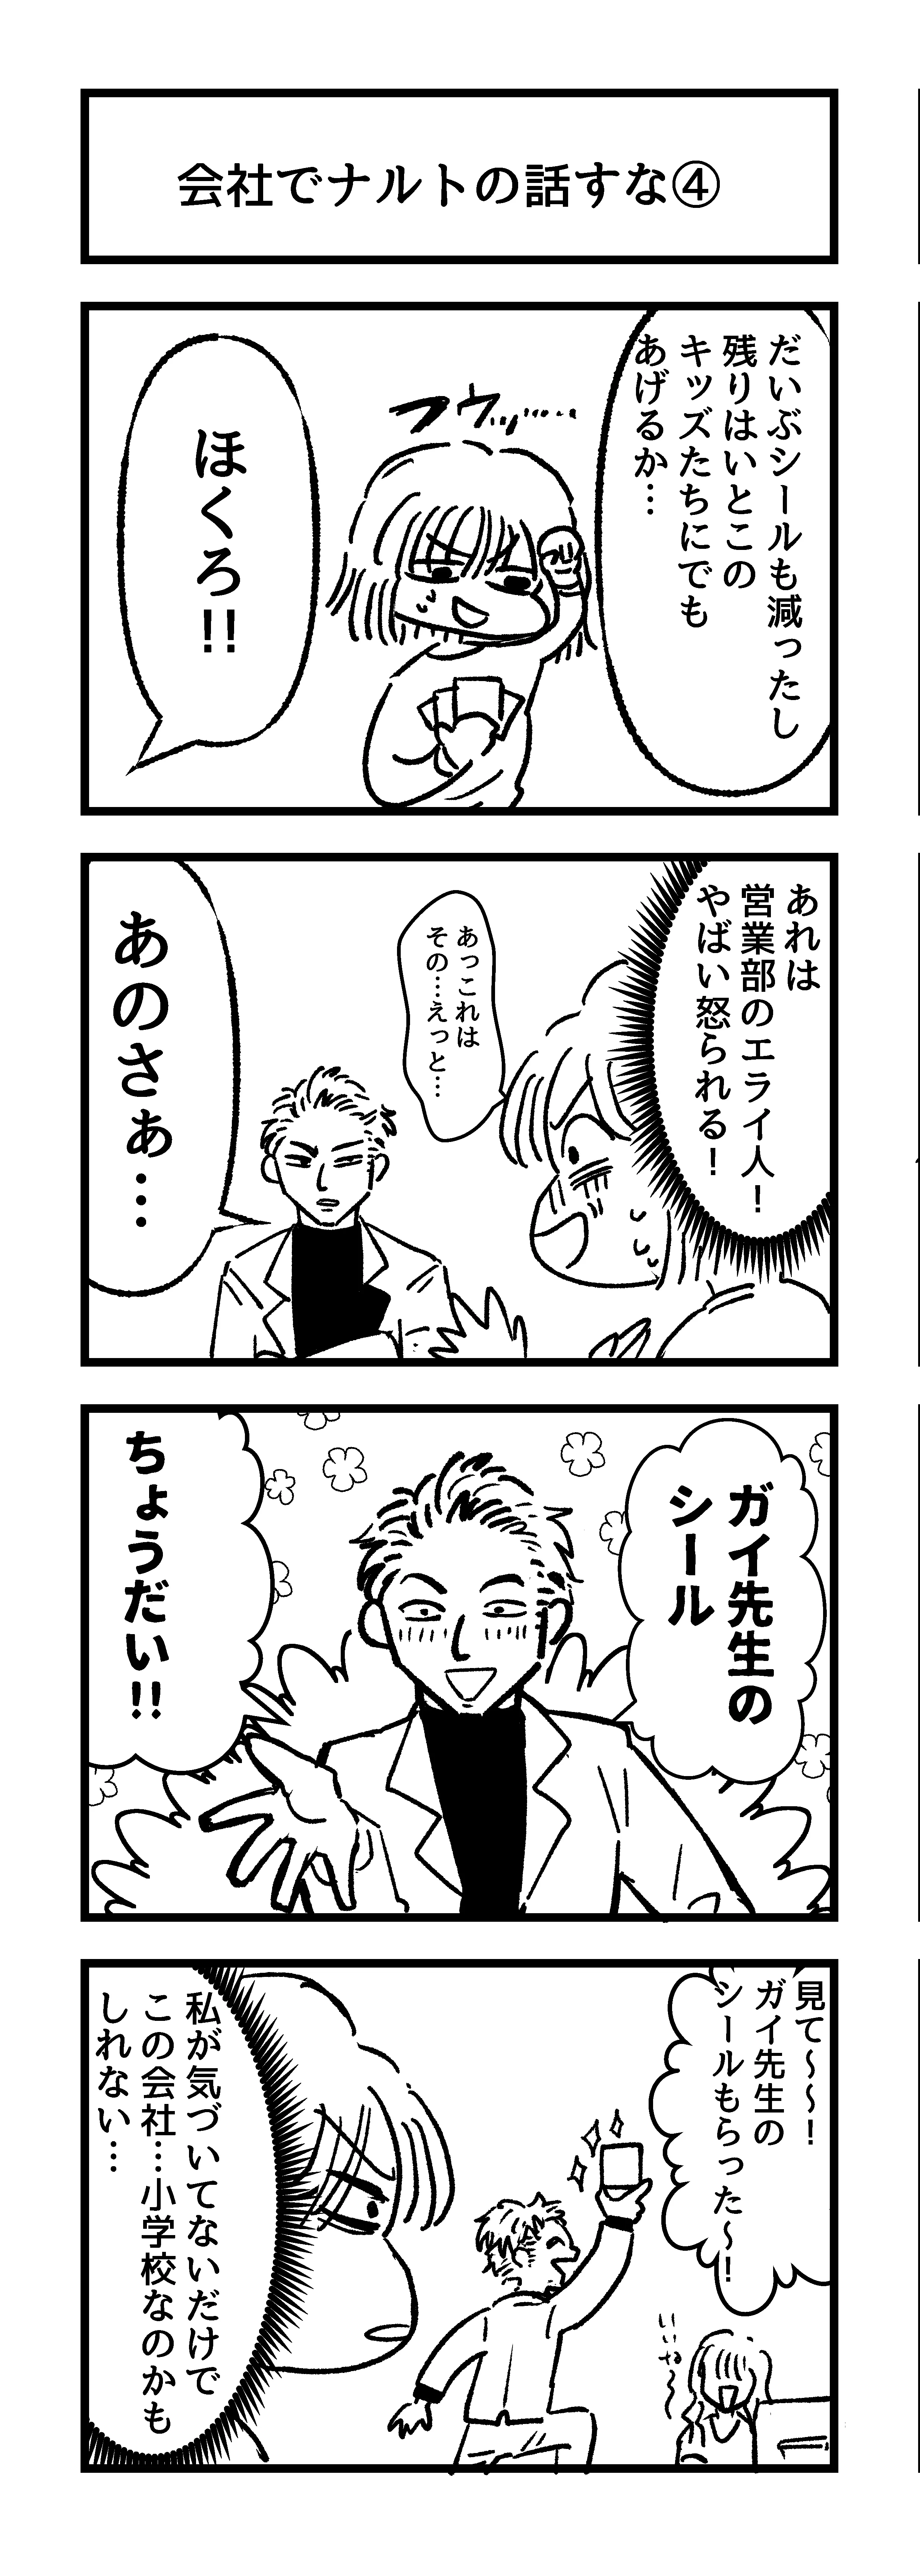 会社でナルトの話すな④
だいぶシールも減ったし
残りはいとこの
キッズたちにでも
あげるか…
フゥ……
ほくろ!!
あれは
営業部のエライ人！
やばい怒られる！
あっこれは
その…えっと…
あのさぁ…
ガイ先生の
シール
ちょうだい!!
見て～～！
ガイ先生の
シールもらった～！
いいね～
私が気づいてないだけで
この会社…小学校なのかも
しれない…